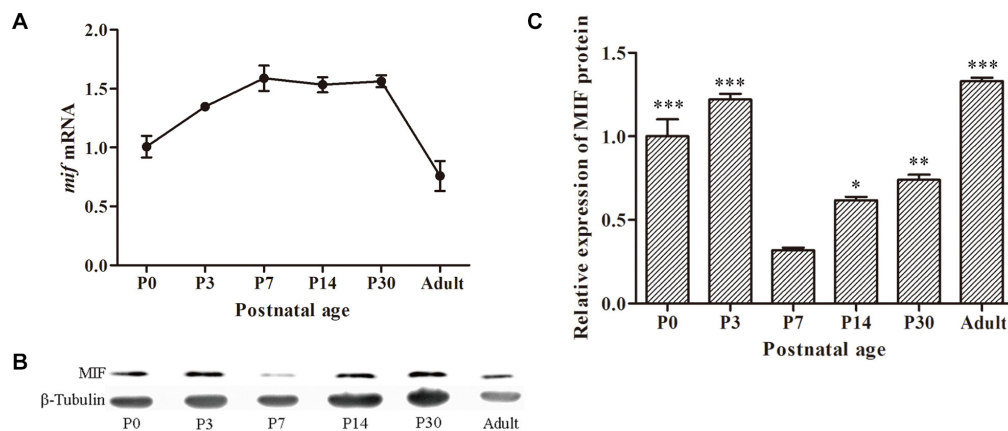 A
2.0
1.5
1.0
0.5
0.0
mif mRNA
P0 P3 P7 P14 P30 Adult
Postnatal age
B
MIF
β-Tubulin
P0 P3 P7 P14 P30 Adult
C
Relative expression of MIF protein
1.5
1.0
0.5
0.0
*** *** * ** ***
P0 P3 P7 P14 P30 Adult
Postnatal age